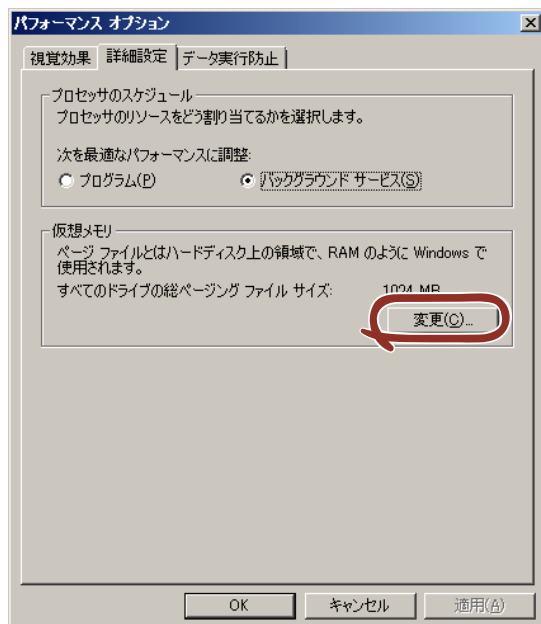 パフォーマンス オプション
視覚効果 詳細設定 データ実行防止
プロセッサのスケジュール
プロセッサのリソースをどう割り当てるかを選択します。
次を最適なパフォーマンスに調整:
プログラム(P) バックグラウンド サービス(S)
仮想メモリ
ページ ファイルとはハードディスク上の領域で、RAM のように Windows で
使用されます。
すべてのドライブの総ページング ファイル サイズ: 1024 MB
変更(C)...
OK キャンセル 適用(A)